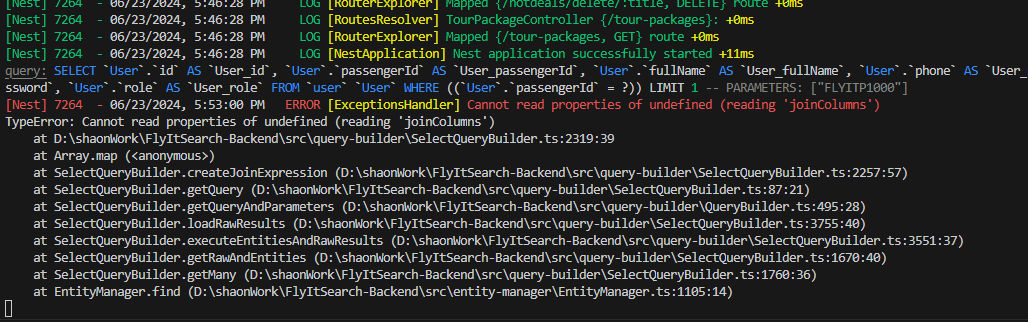 [Nest] 7264  - 06/23/2024, 5:46:28 PM     LOG [RouterExplorer] Mapped {/hotdeals/delete/:title, DELETE} route +0ms
[Nest] 7264  - 06/23/2024, 5:46:28 PM     LOG [RoutesResolver] TourPackageController {/tour-packages}: +0ms
[Nest] 7264  - 06/23/2024, 5:46:28 PM     LOG [RouterExplorer] Mapped {/tour-packages, GET} route +0ms
[Nest] 7264  - 06/23/2024, 5:46:28 PM     LOG [NestApplication] Nest application successfully started +11ms
query: SELECT `User`.`id` AS `User_id`, `User`.`passengerId` AS `User_passengerId`, `User`.`fullName` AS `User_fullName`, `User`.`phone` AS `User_
ssword`, `User`.`role` AS `User_role` FROM `user` `User` WHERE ((`User`.`passengerId` = ?)) LIMIT 1 -- PARAMETERS: ["FLYITP1000"]
[Nest] 7264  - 06/23/2024, 5:53:00 PM   ERROR [ExceptionsHandler] Cannot read properties of undefined (reading 'joinColumns')
TypeError: Cannot read properties of undefined (reading 'joinColumns')
    at D:\shaonWork\FlyItSearch-Backend\src\query-builder\SelectQueryBuilder.ts:2319:39
    at Array.map (<anonymous>)
    at SelectQueryBuilder.createJoinExpression (D:\shaonWork\FlyItSearch-Backend\src\query-builder\SelectQueryBuilder.ts:2257:57)
    at SelectQueryBuilder.getQuery (D:\shaonWork\FlyItSearch-Backend\src\query-builder\SelectQueryBuilder.ts:87:21)
    at SelectQueryBuilder.getQueryAndParameters (D:\shaonWork\FlyItSearch-Backend\src\query-builder\QueryBuilder.ts:495:28)
    at SelectQueryBuilder.loadRawResults (D:\shaonWork\FlyItSearch-Backend\src\query-builder\SelectQueryBuilder.ts:3755:40)
    at SelectQueryBuilder.executeEntitiesAndRawResults (D:\shaonWork\FlyItSearch-Backend\src\query-builder\SelectQueryBuilder.ts:3551:37)
    at SelectQueryBuilder.getRawAndEntities (D:\shaonWork\FlyItSearch-Backend\src\query-builder\SelectQueryBuilder.ts:1670:40)
    at SelectQueryBuilder.getMany (D:\shaonWork\FlyItSearch-Backend\src\query-builder\SelectQueryBuilder.ts:1760:36)
    at EntityManager.find (D:\shaonWork\FlyItSearch-Backend\src\entity-manager\EntityManager.ts:1105:14)